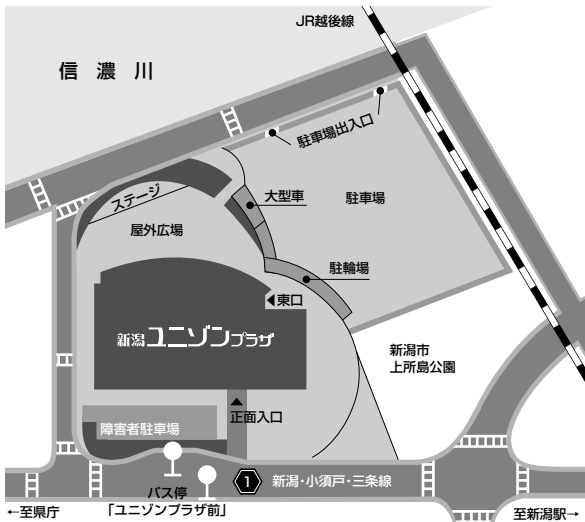 JR越後線
信濃川
駐車場出入口
ステージ
大型車
駐車場
屋外広場
駐輪場
東口
新潟ユニゾンプラザ
新潟市
上所島公園
正面入口
障害者駐車場
1 新潟・小須戸・三条線
バス停
「ユニゾンプラザ前」
←至県庁
至新潟駅→